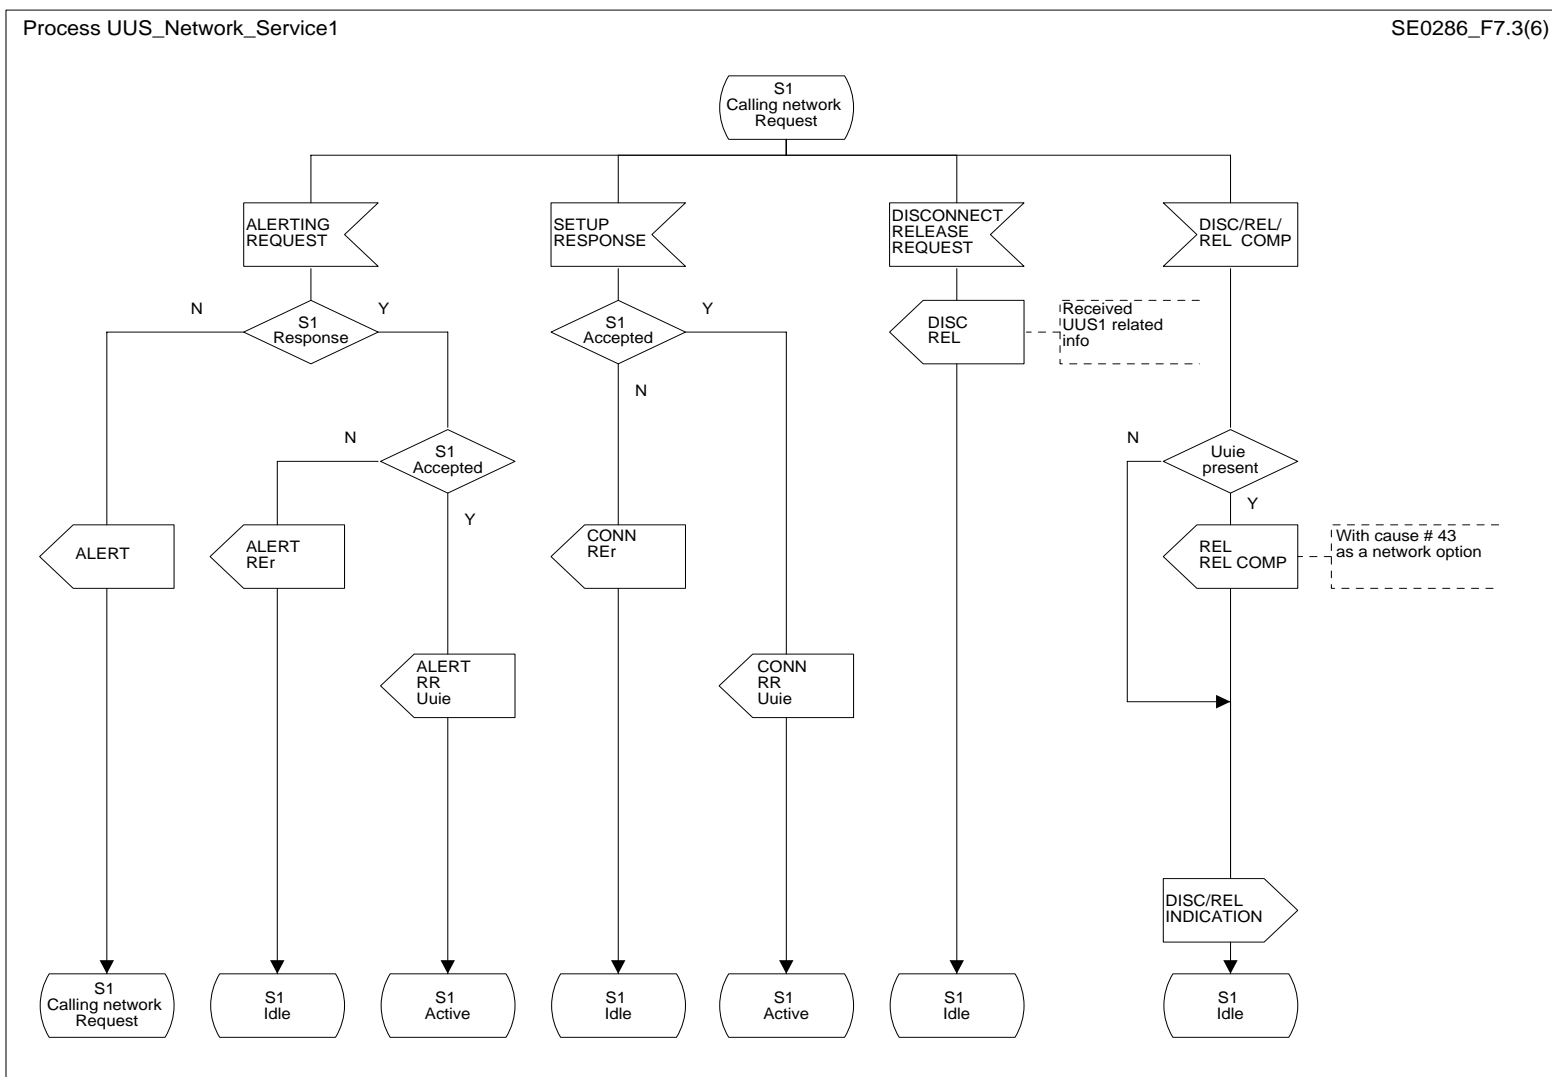 Process UUS_Network_Service1
SE0286_F7.3(6)
S1
Calling network
Request
ALERTING
REQUEST
SETUP
RESPONSE
DISCONNECT
RELEASE
REQUEST
DISC/REL/
REL COMP
N
Y
S1
Response
S1
Accepted
Y
N
DISC
REL
Received
UUS1 related
info
N
S1
Accepted
Y
N
Uuie
present
Y
ALERT
ALERT
REr
CONN
REr
REL
REL COMP
With cause # 43
as a network option
ALERT
RR
Uuie
CONN
RR
Uuie
DISC/REL
INDICATION
S1
Calling network
Request
S1
Idle
S1
Active
S1
Idle
S1
Active
S1
Idle
S1
Idle